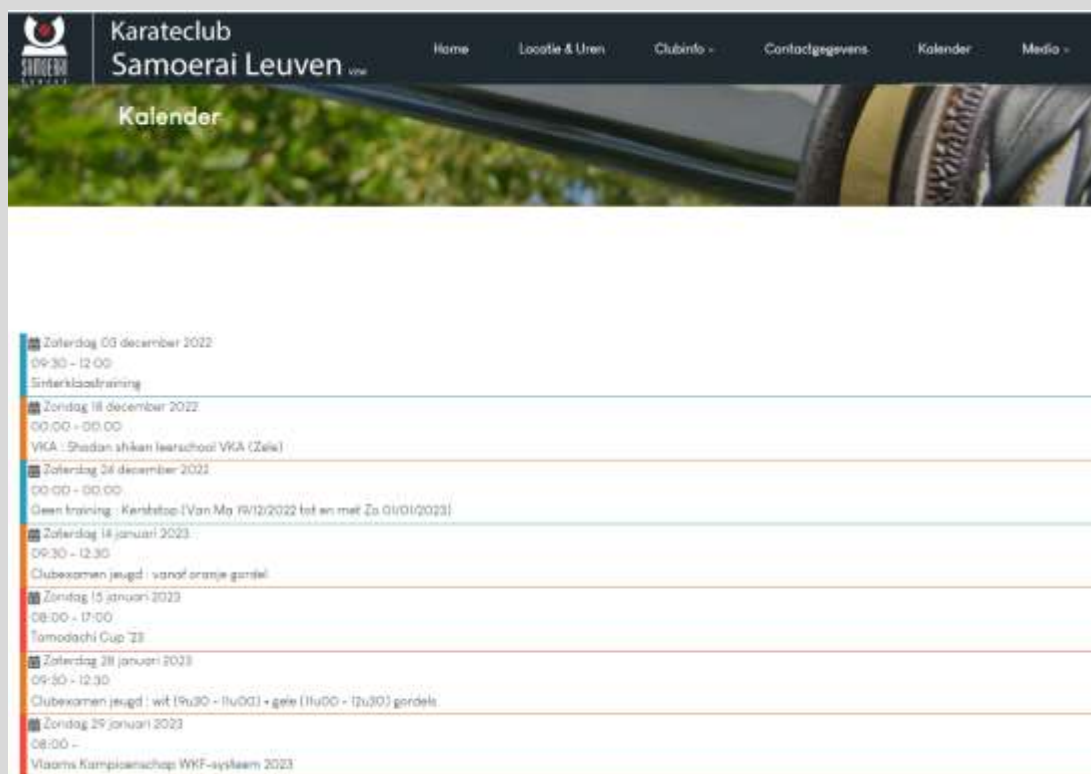 SAMOERAI
LEUVEN
Karateclub
Samoerai Leuven vzw
Home Locatie & Uren Clubinfo Contactgegevens Kalender Media
Kalender
Zaterdag 03 december 2022
09:30 - 12:00
Sinterklaastraining
Zondag 18 december 2022
00:00 - 00:00
VKA : Shodan shiken leerschool VKA (Zele)
Zaterdag 24 december 2022
00:00 - 00:00
Geen training : Kerststop (Van Ma 19/12/2022 tot en met Zo 01/01/2023)
Zaterdag 14 januari 2023
09:30 - 12:30
Clubexamen jeugd : vanaf oranje gordel
Zondag 15 januari 2023
08:00 - 17:00
Tomodachi Cup '23
Zaterdag 28 januari 2023
09:30 - 12:30
Clubexamen jeugd : wit (9u30 - 11u00) + gele (11u00 - 12u30) gordels
Zondag 29 januari 2023
08:00 -
Vlaams Kampioenschap WKF-systeem 2023